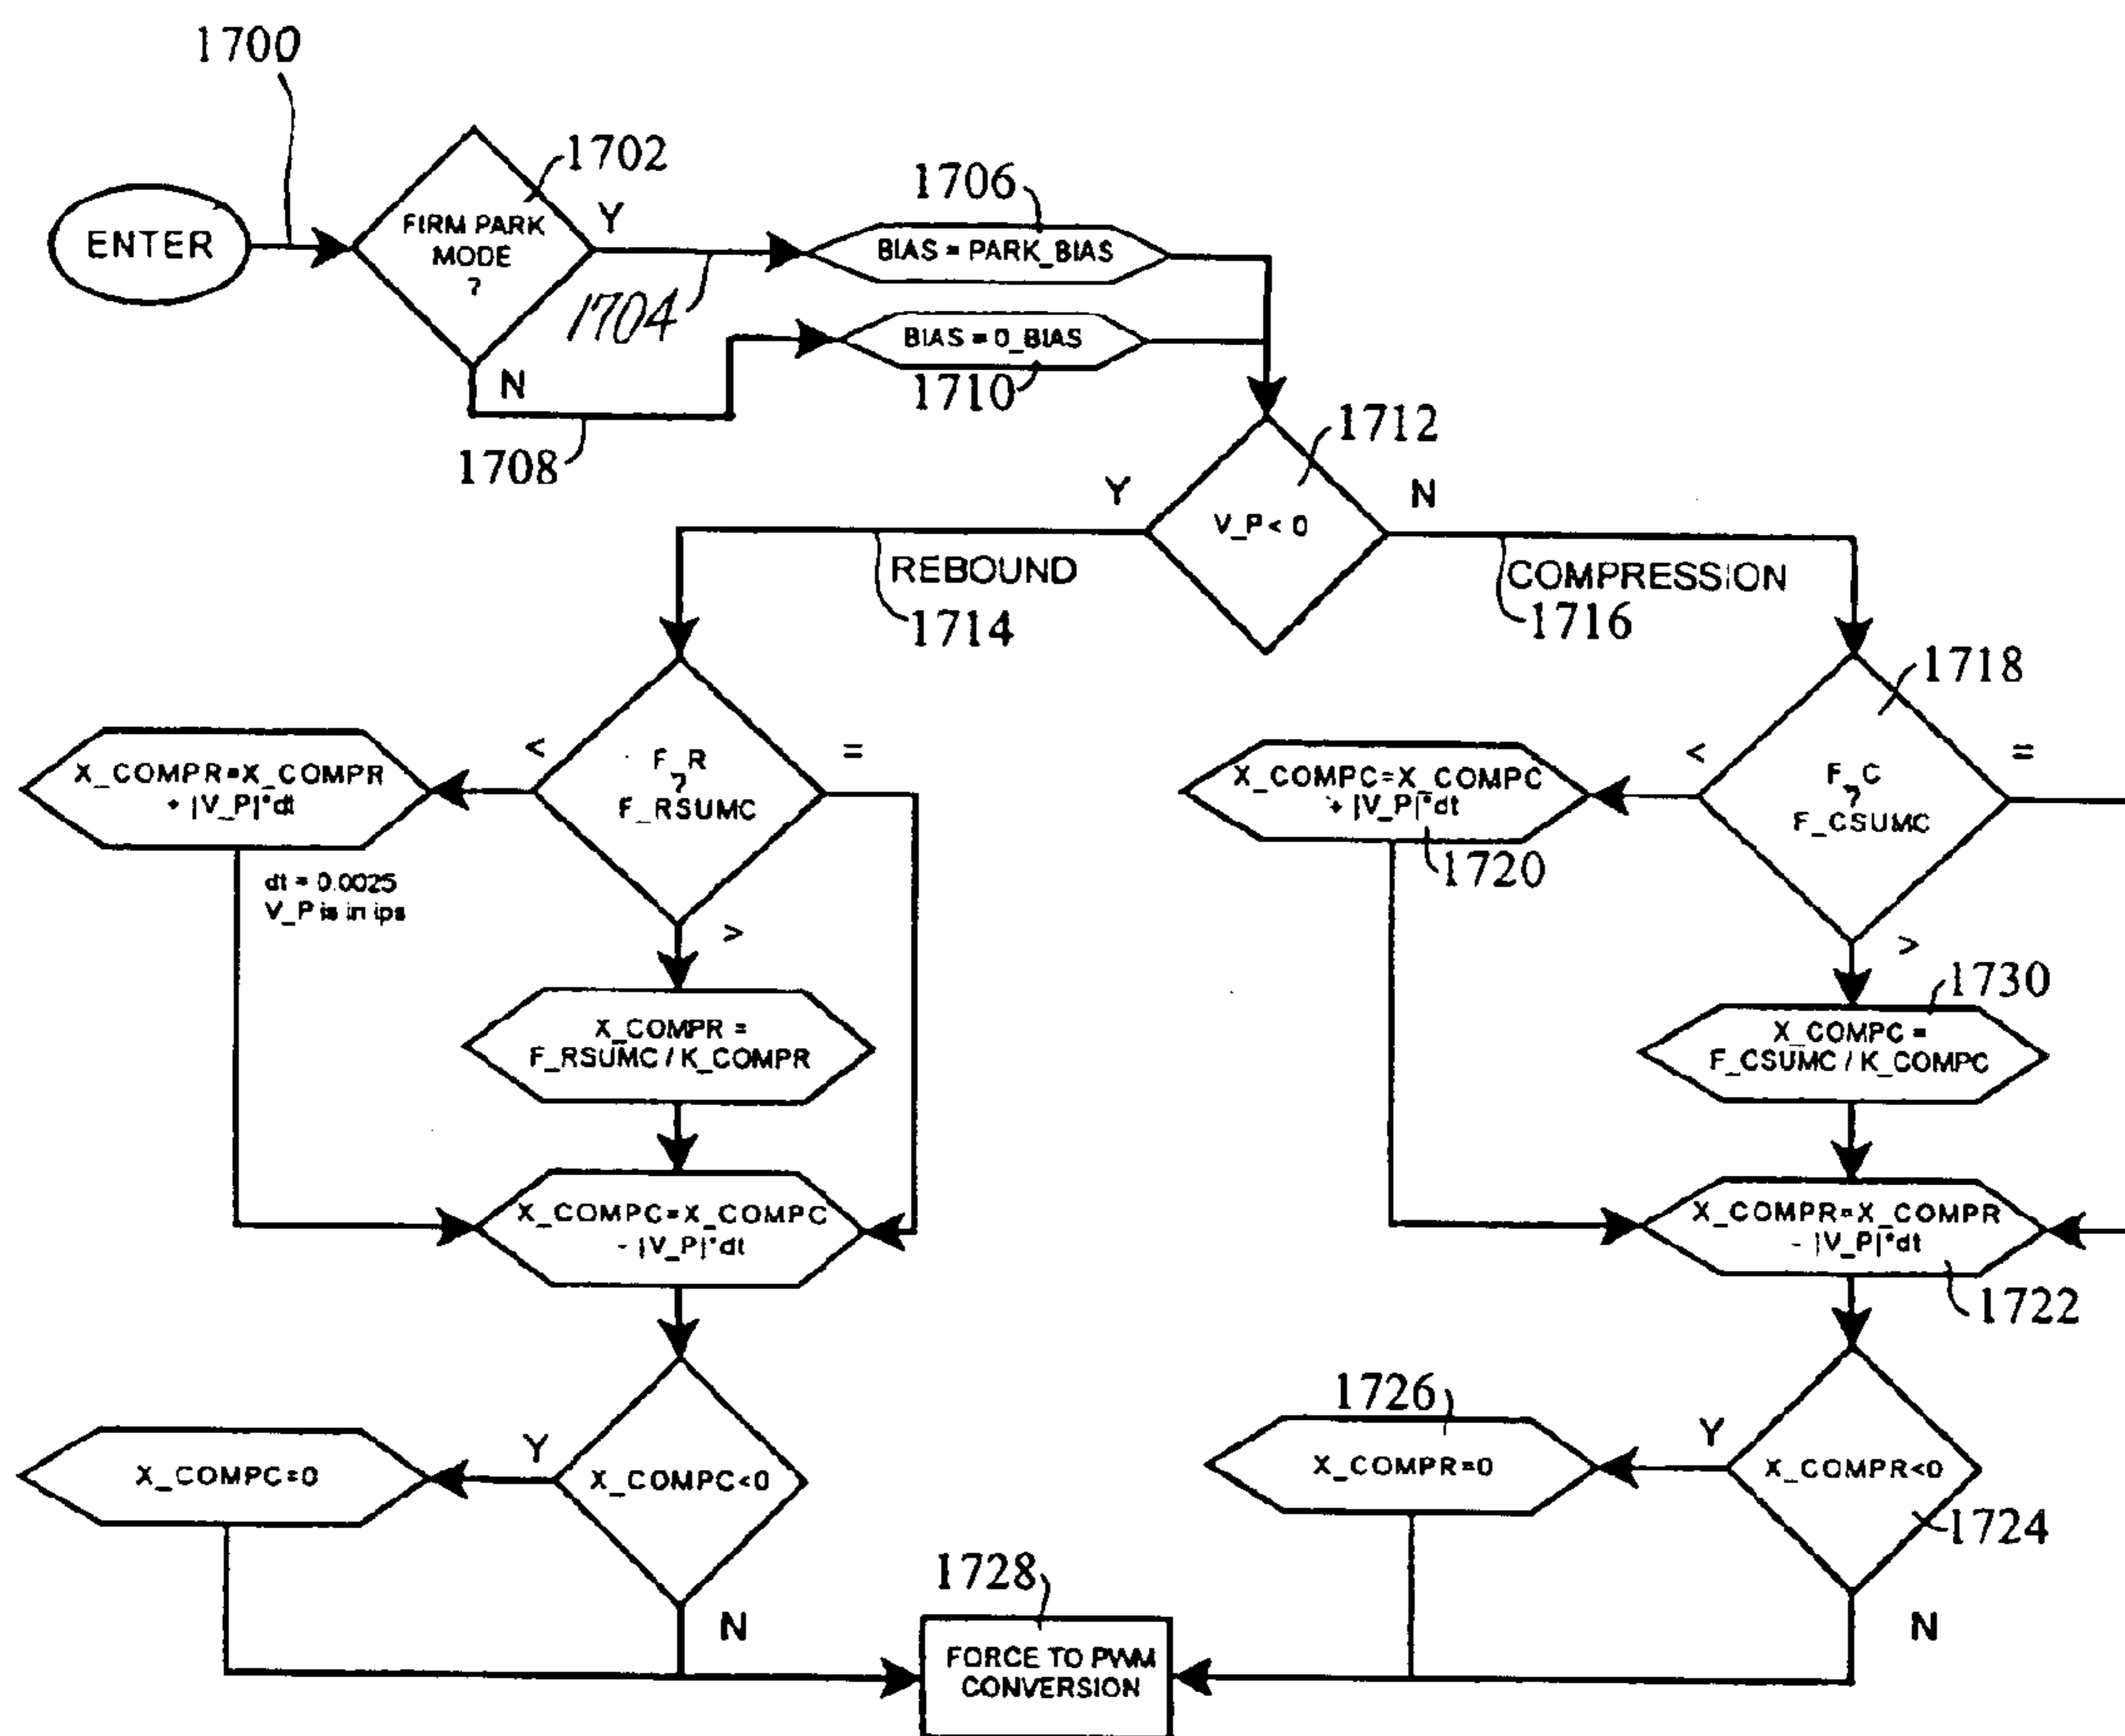 1700
1702
FIRM PARK
MODE
?
Y
ENTER
1706
BIAS = PARK_BIAS
1704
BIAS = 0_BIAS
N
1710
1708
1712
Y
N
V_P < 0
REBOUND
COMPRESSION
1714
1716
1718
<
F_R
?
F_RSUMC
=
X_COMPR=X_COMPR
+ |V_P|*dt
dt = 0.0025
V_P is in ips
>
X_COMPR =
F_RSUMC / K_COMPR
X_COMPC=X_COMPC
- |V_P|*dt
Y
X_COMPC<0
X_COMPC=0
N
<
F_C
?
F_CSUMC
=
X_COMPC=X_COMPC
+ |V_P|*dt
1720
>
1730
X_COMPC =
F_CSUMC / K_COMPC
X_COMPR=X_COMPR
- |V_P|*dt
1722
1726
Y
X_COMPR=0
X_COMPR<0
1724
N
1728
FORCE TO PWM
CONVERSION